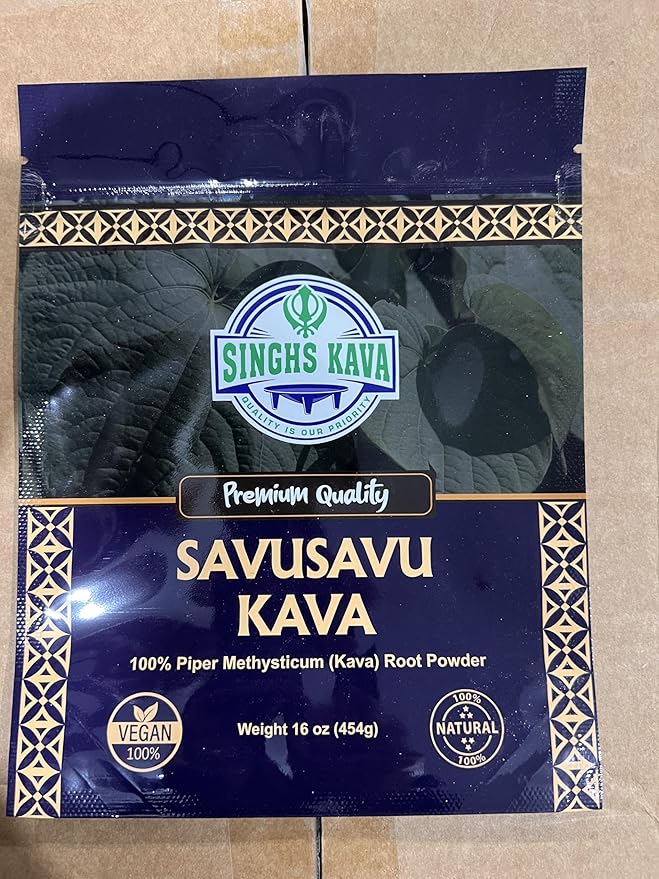 SINGHS KAVA
QUALITY IS OUR PRIORITY
Premium Quality
SAVUSAVU
KAVA
100% Piper Methysticum (Kava) Root Powder
VEGAN
100%
Weight 16 oz (454g)
100%
NATURAL
100%